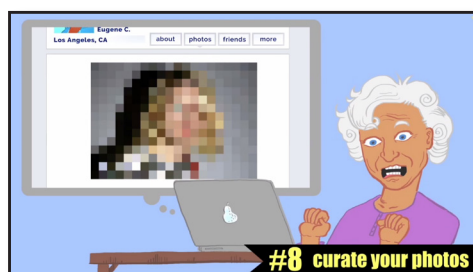 Eugene C.
Los Angeles, CA
about photos friends more
#8 curate your photos